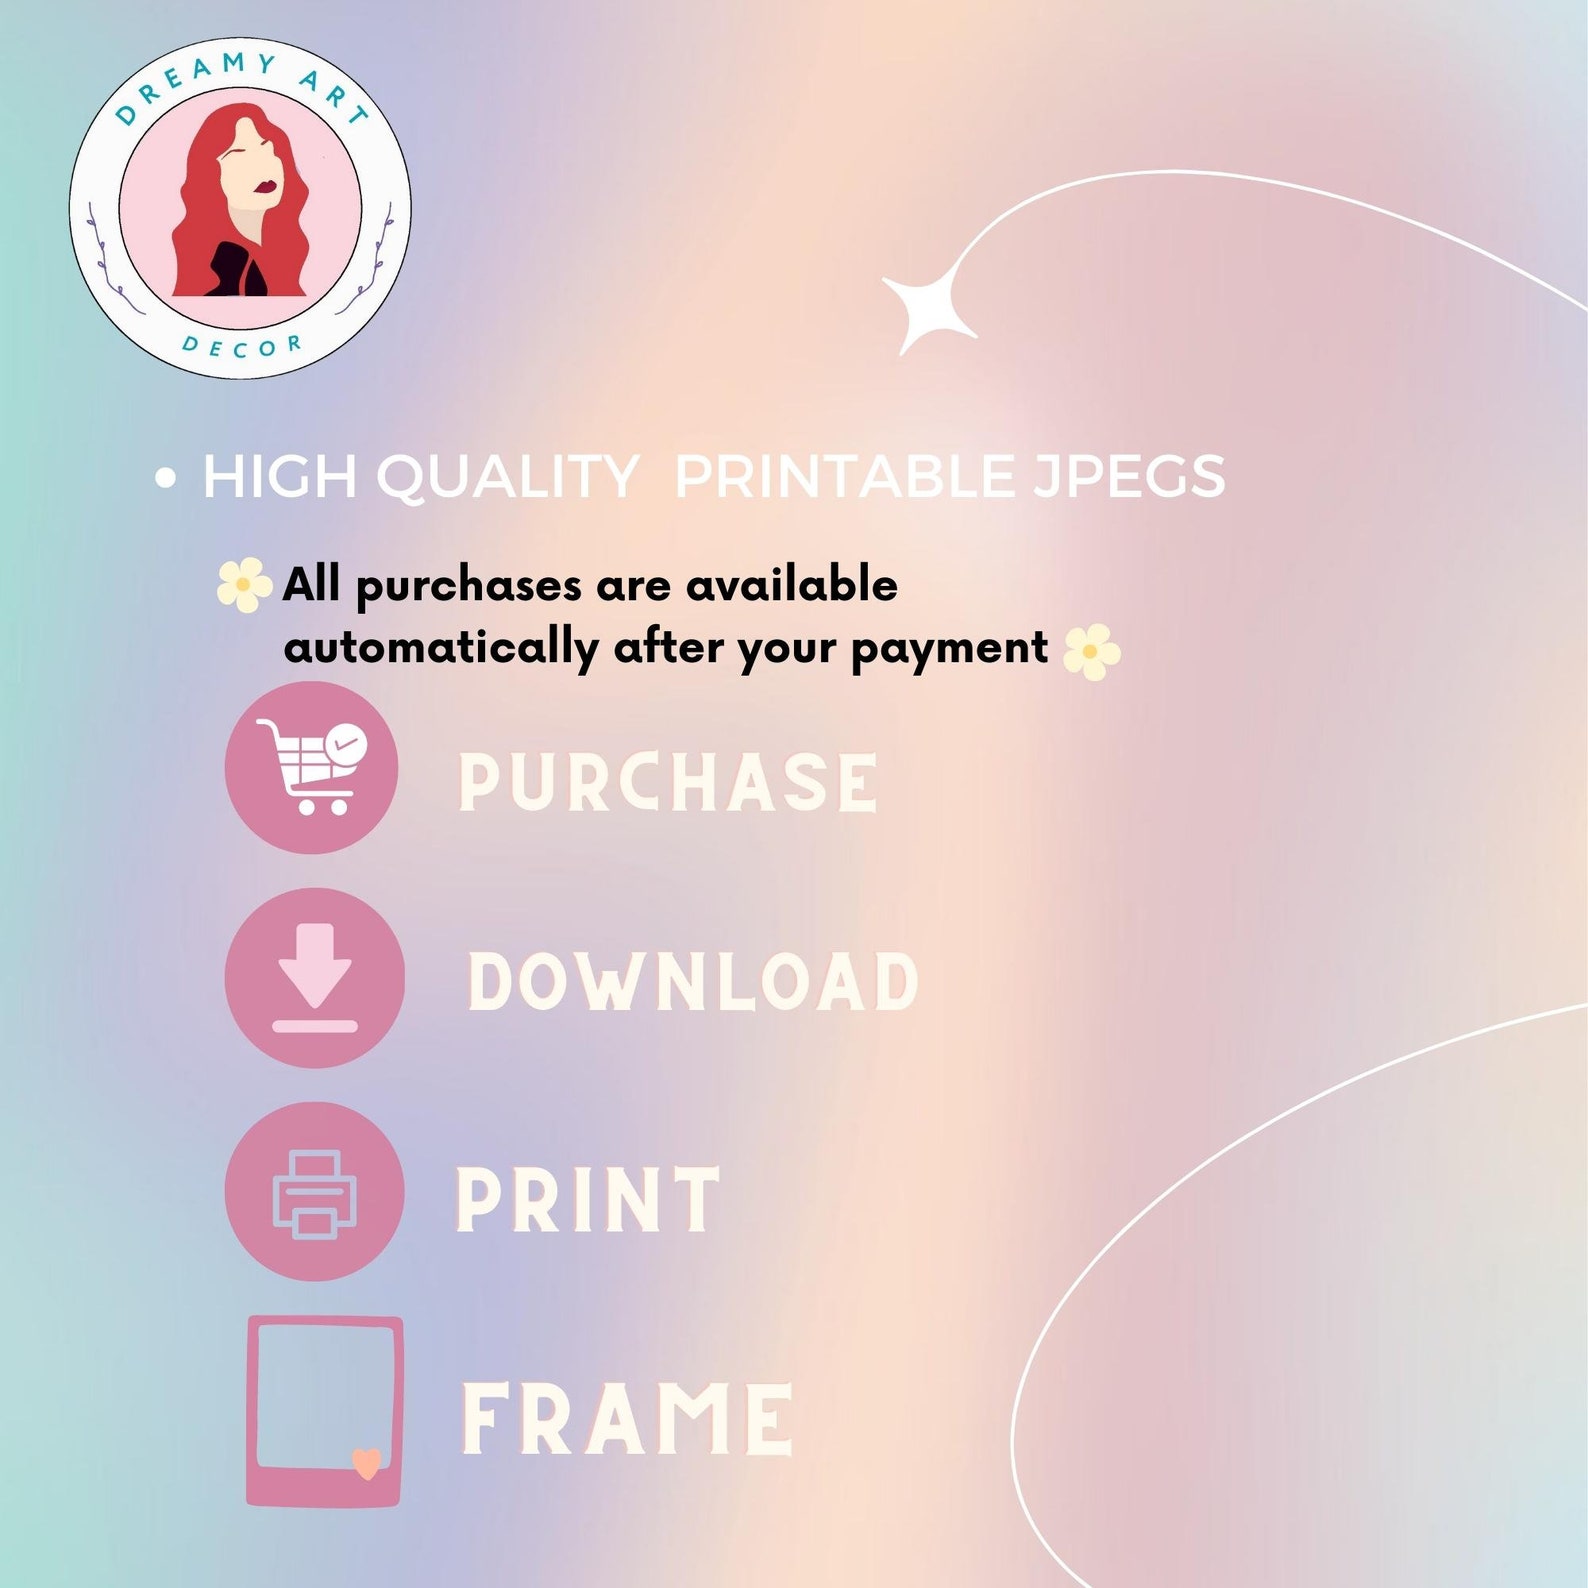 DREAMY ART
DECOR
• HIGH QUALITY  PRINTABLE JPEGS
All purchases are available
automatically after your payment
PURCHASE
DOWNLOAD
PRINT
FRAME